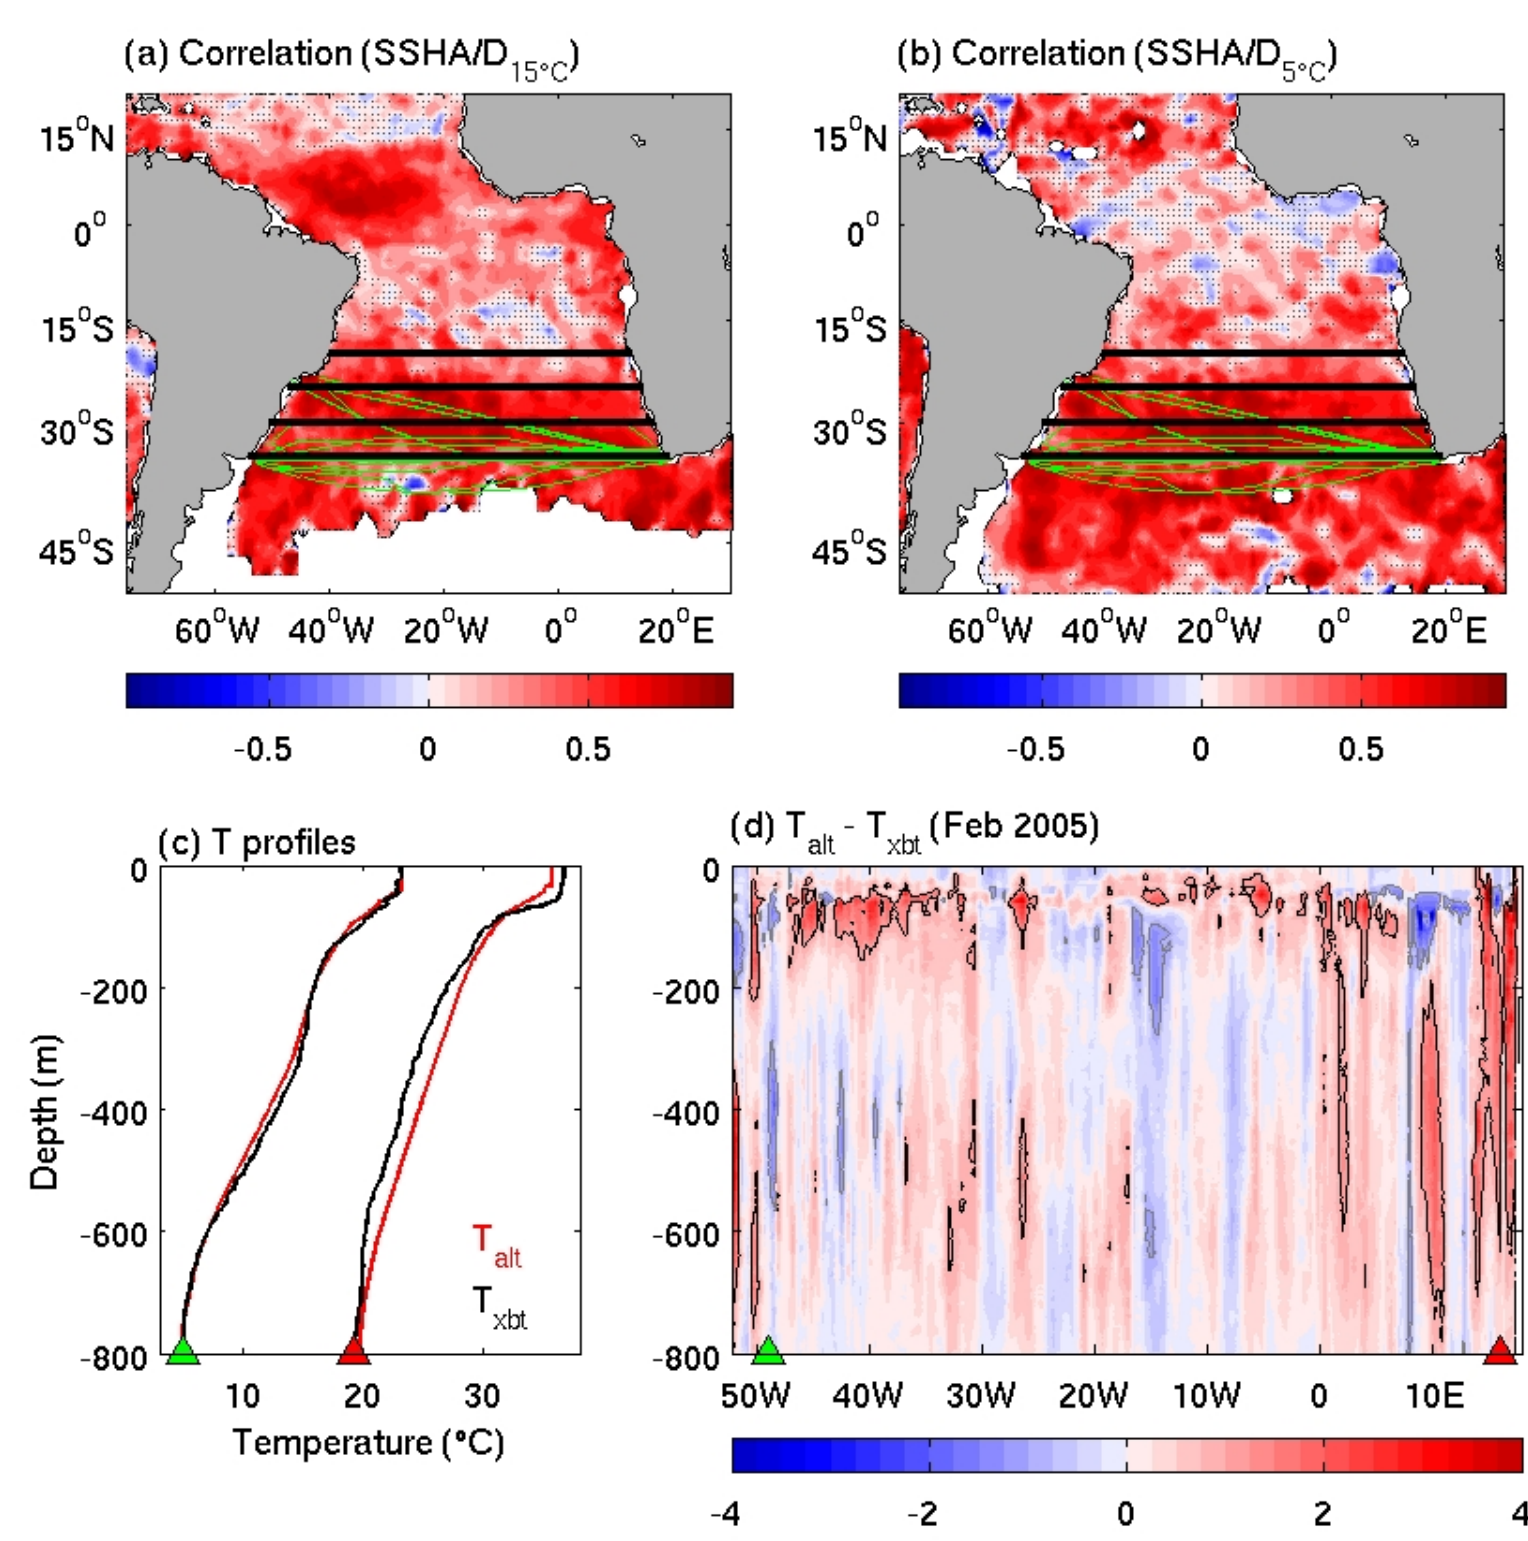 (a) Correlation (SSHA/D15°C)
(b) Correlation (SSHA/D5°C)
15°N
0°
15°S
30°S
45°S
60°W 40°W 20°W 0° 20°E
-0.5 0 0.5
15°N
0°
15°S
30°S
45°S
60°W 40°W 20°W 0° 20°E
-0.5 0 0.5
(c) T profiles
0
-200
-400
-600
-800
Depth (m)
Talt
Txbt
10 20 30
Temperature (°C)
(d) Talt - Txbt (Feb 2005)
0
-200
-400
-600
-800
50W 40W 30W 20W 10W 0 10E
-4 -2 0 2 4